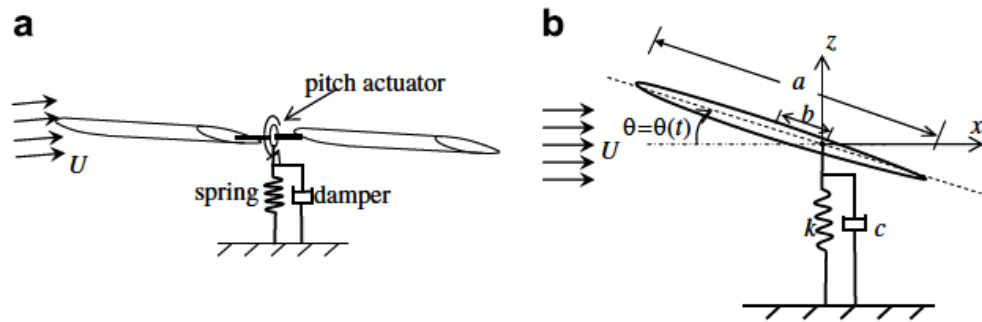 a
pitch actuator
U
spring
damper
b
z
a
b
x
θ=θ(t)
U
k
c